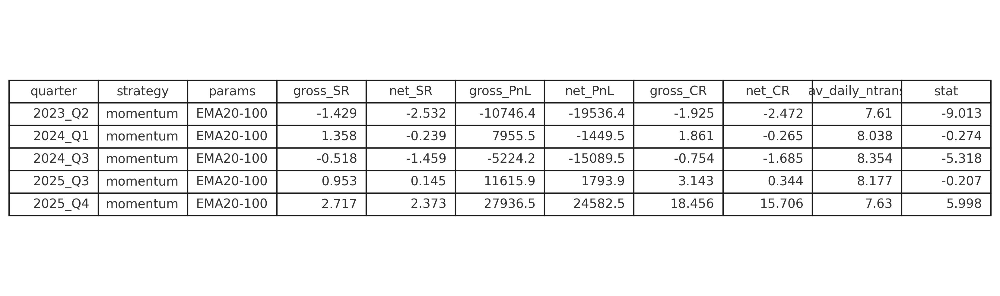 quarter strategy params gross_SR net_SR gross_PnL net_PnL gross_CR net_CR av_daily_ntrans stat
2023_Q2 momentum EMA20-100 -1.429 -2.532 -10746.4 -19536.4 -1.925 -2.472 7.61 -9.013
2024_Q1 momentum EMA20-100 1.358 -0.239 7955.5 -1449.5 1.861 -0.265 8.038 -0.274
2024_Q3 momentum EMA20-100 -0.518 -1.459 -5224.2 -15089.5 -0.754 -1.685 8.354 -5.318
2025_Q3 momentum EMA20-100 0.953 0.145 11615.9 1793.9 3.143 0.344 8.177 -0.207
2025_Q4 momentum EMA20-100 2.717 2.373 27936.5 24582.5 18.456 15.706 7.63 5.998